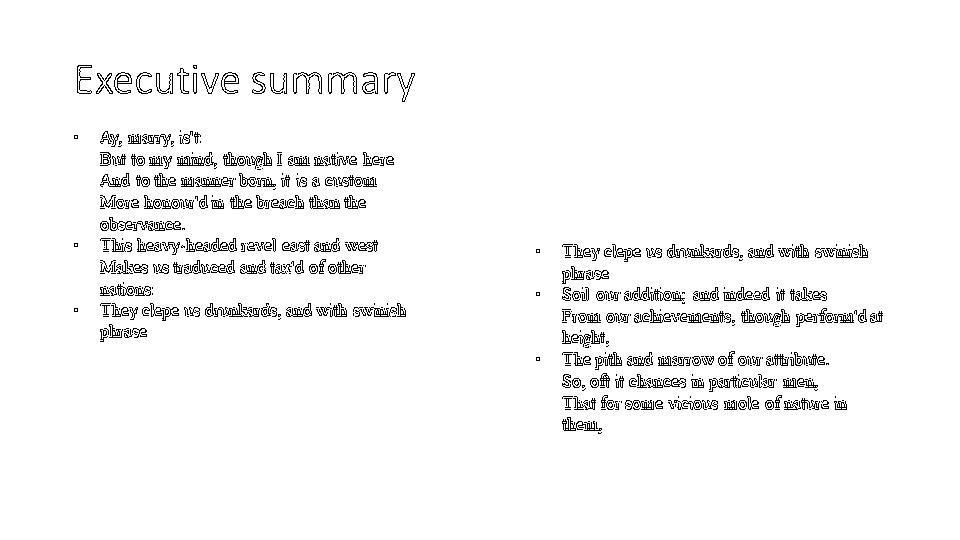 Executive summary
▪ Ay, marry, is't:
But to my mind, though I am native here
And to the manner born, it is a custom
More honour'd in the breach than the
observance.
▪ This heavy-headed revel east and west
Makes us traduced and tax'd of other
nations:
▪ They clepe us drunkards, and with swinish
phrase
▪ They clepe us drunkards, and with swinish
phrase
▪ Soil our addition; and indeed it takes
From our achievements, though perform'd at
height,
▪ The pith and marrow of our attribute.
So, oft it chances in particular men,
That for some vicious mole of nature in
them,